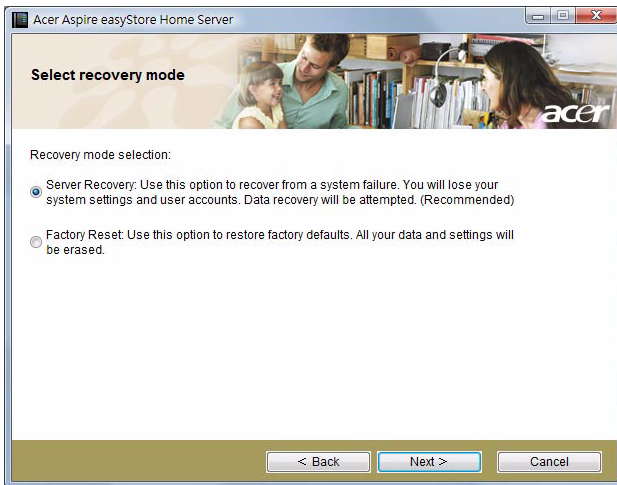 Acer Aspire easyStore Home Server
Select recovery mode
acer
Recovery mode selection:
Server Recovery: Use this option to recover from a system failure. You will lose your
system settings and user accounts. Data recovery will be attempted. (Recommended)
Factory Reset: Use this option to restore factory defaults. All your data and settings will
be erased.
< Back
Next >
Cancel